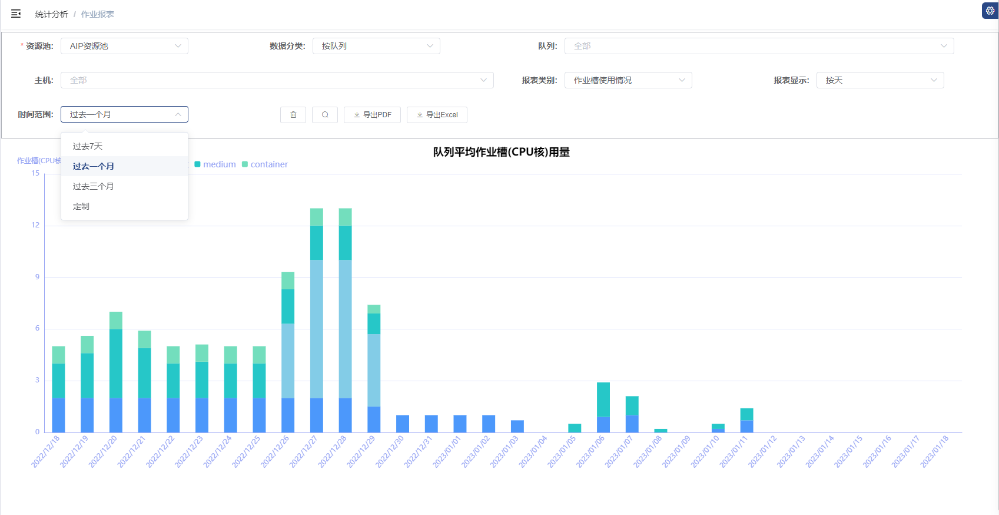 统计分析 / 作业报表
* 资源池: AIP资源池 数据分类: 按队列 队列: 全部
主机: 全部 报表类别: 作业槽使用情况 报表显示: 按天
时间范围: 过去一个月 导出PDF 导出Excel
过去7天
过去一个月
过去三个月
定制
队列平均作业槽(CPU核)用量
作业槽(CPU核
medium container
15
12
9
6
3
0
2022/12/18 2022/12/19 2022/12/20 2022/12/21 2022/12/22 2022/12/23 2022/12/24 2022/12/25 2022/12/26 2022/12/27 2022/12/28 2022/12/29 2022/12/30 2022/12/31 2023/01/01 2023/01/02 2023/01/03 2023/01/04 2023/01/05 2023/01/06 2023/01/07 2023/01/08 2023/01/09 2023/01/10 2023/01/11 2023/01/12 2023/01/13 2023/01/14 2023/01/15 2023/01/16 2023/01/17 2023/01/18